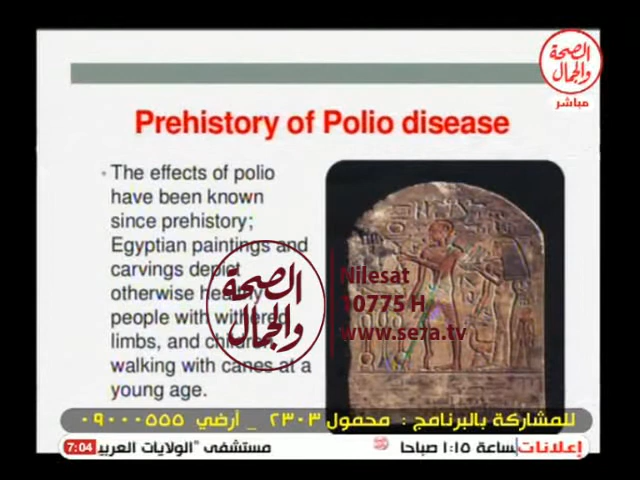 الصحة
والجمال
مباشر
Prehistory of Polio disease
• The effects of polio
have been known
since prehistory;
Egyptian paintings and
carvings depict
otherwise healthy
people with withered
limbs, and children
walking with canes at a
young age.
الصحة
والجمال
Nilesat
10775 H
www.se7a.tv
للمشاركة بالبرنامج : محمول ٢٣٠٣ _ أرضي ٠٩٠٠٠٥٥٥
إعلانات
ساعة ١:١٥ صباحا
مستشفى "الولايات العربي
7:04